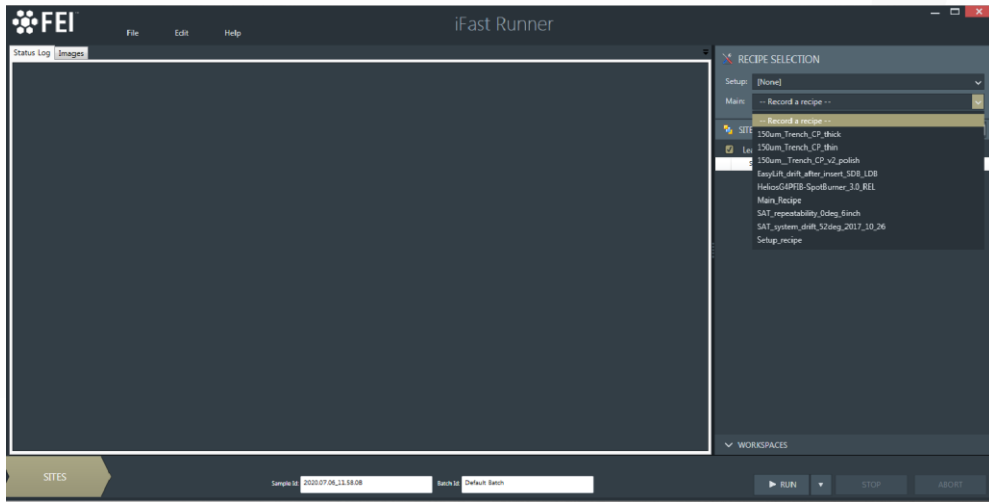 FEI
iFast Runner
File Edit Help
Status Log Images
RECIPE SELECTION
Setup: [None]
Main: -- Record a recipe --
-- Record a recipe --
150um_Trench_CP_thick
150um_Trench_CP_thin
150um__Trench_CP_v2_polish
EasyLift_drift_after_insert_SDB_LDB
HeliosG4PFIB-SpotBurner_3.0_REL
Main_Recipe
SAT_repeatability_0deg_6inch
SAT_system_drift_52deg_2017_10_26
Setup_recipe
SITE
WORKSPACES
SITES
Sample Id: 2020.07.06_13.58.08
Batch Id: Default Batch
RUN STOP ABORT